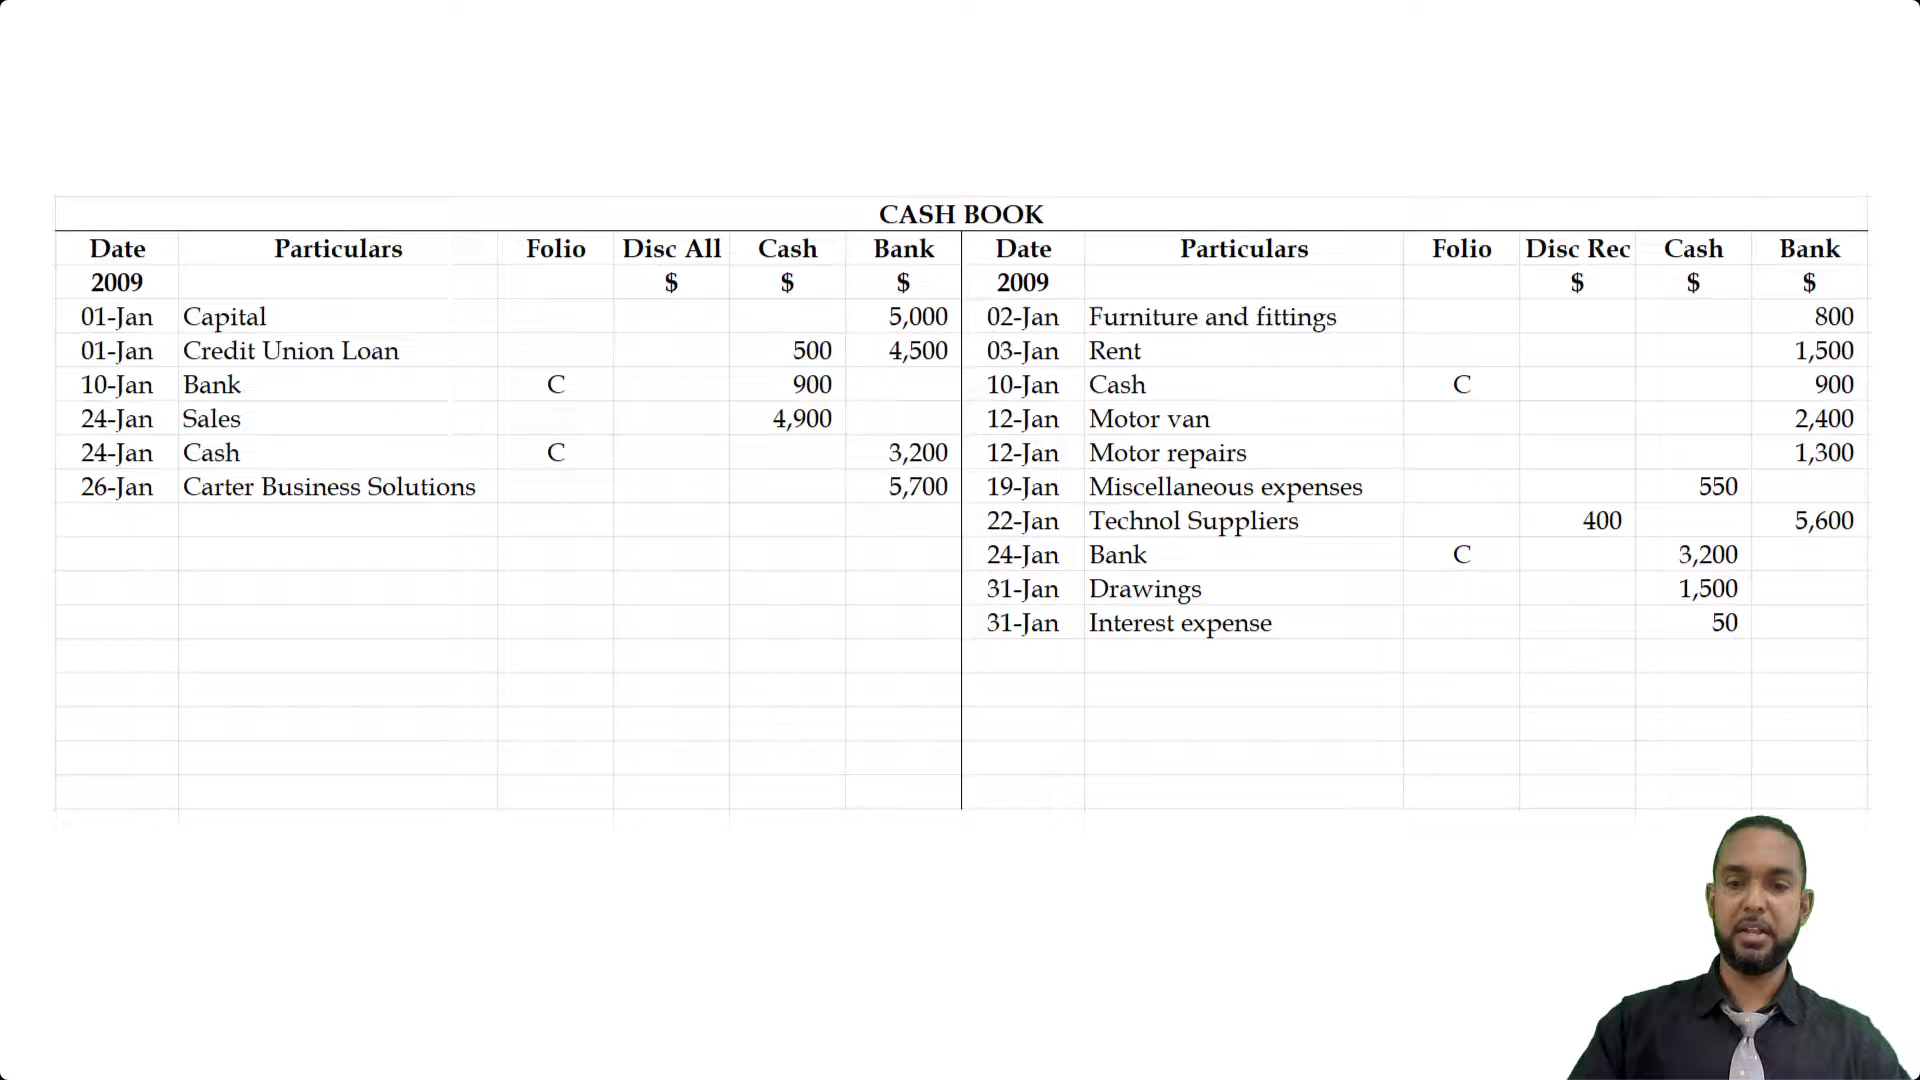 CASH BOOK
Date Particulars Folio Disc All Cash Bank Date Particulars Folio Disc Rec Cash Bank
2009 $ $ $ 2009 $ $ $
01-Jan Capital 5,000 02-Jan Furniture and fittings 800
01-Jan Credit Union Loan 500 4,500 03-Jan Rent 1,500
10-Jan Bank C 900 10-Jan Cash C 900
24-Jan Sales 4,900 12-Jan Motor van 2,400
24-Jan Cash C 3,200 12-Jan Motor repairs 1,300
26-Jan Carter Business Solutions 5,700 19-Jan Miscellaneous expenses 550
22-Jan Technol Suppliers 400 5,600
24-Jan Bank C 3,200
31-Jan Drawings 1,500
31-Jan Interest expense 50